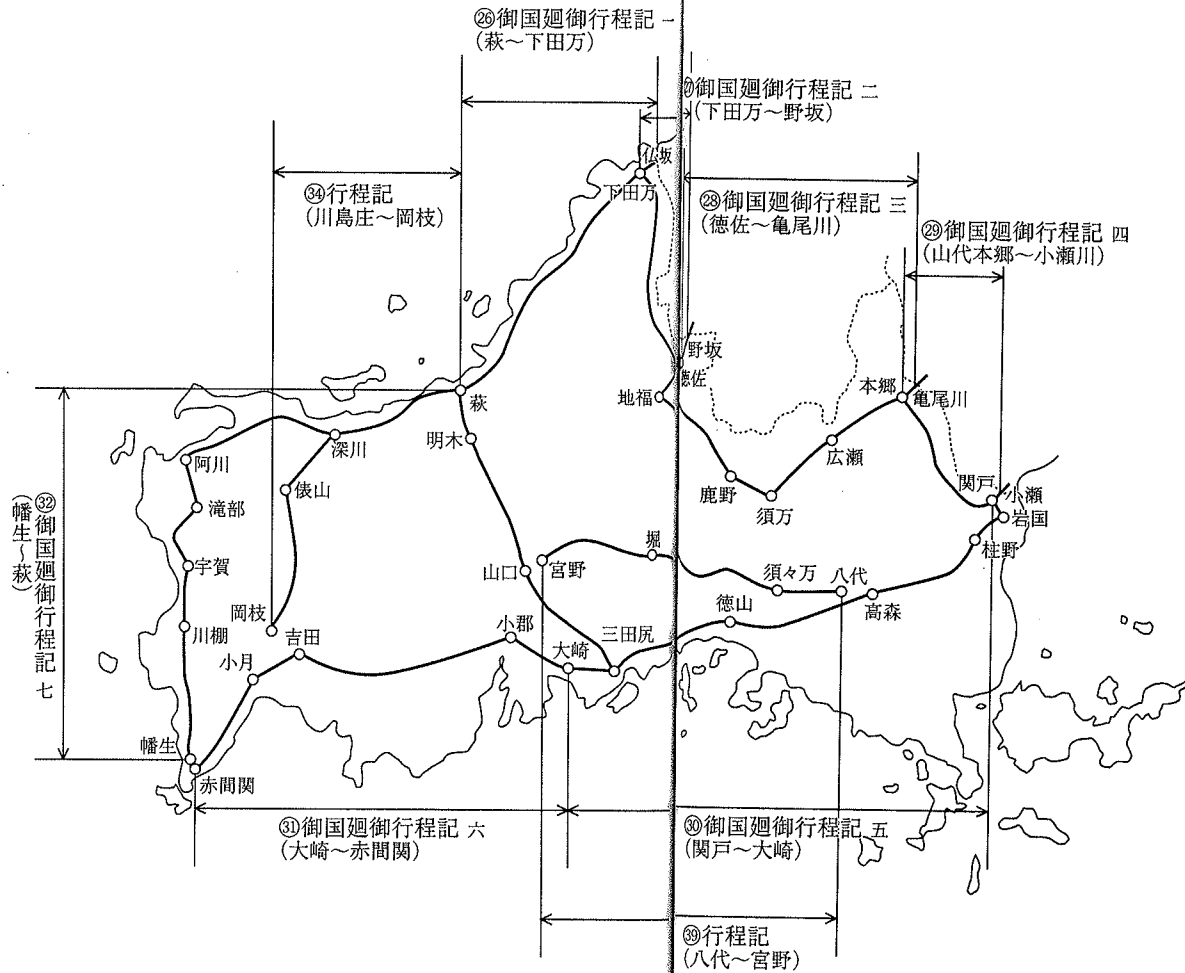 ㉖御国廻御行程記 一
(萩〜下田万)
㉗御国廻御行程記 二
(下田万〜野坂)
㉞行程記
(川島庄〜岡枝)
㉘御国廻御行程記 三
(徳佐〜亀尾川)
㉙御国廻御行程記 四
(山代本郷〜小瀬川)
仏坂
下田万
野坂
徳佐
地福
本郷
亀尾川
萩
明木
深川
阿川
俵山
滝部
広瀬
鹿野
須万
関戸
小瀬
岩国
柱野
㉜御国廻御行程記 七
(幡生〜萩)
宇賀
山口
宮野
堀
須々万
八代
高森
徳山
岡枝
川棚
吉田
小月
小郡
大崎
三田尻
幡生
赤間関
㉛御国廻御行程記 六
(大崎〜赤間関)
㉚御国廻御行程記 五
(関戸〜大崎)
㊴行程記
(八代〜宮野)